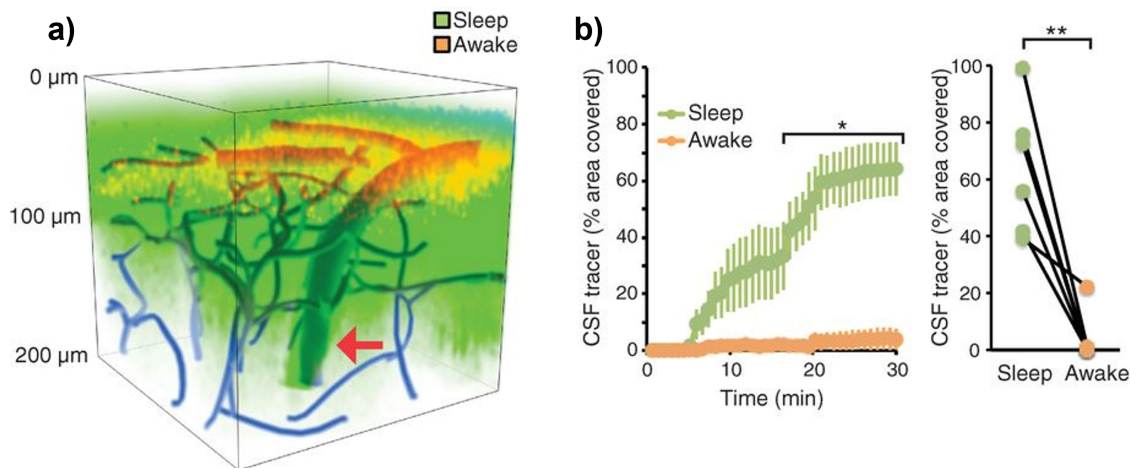 a)
Sleep
Awake
0 µm
100 µm
200 µm
b)
CSF tracer (% area covered)
100
80
60
40
20
0
Sleep
Awake
*
0
10
20
30
Time (min)
CSF tracer (% area covered)
100
80
60
40
20
0
**
Sleep Awake